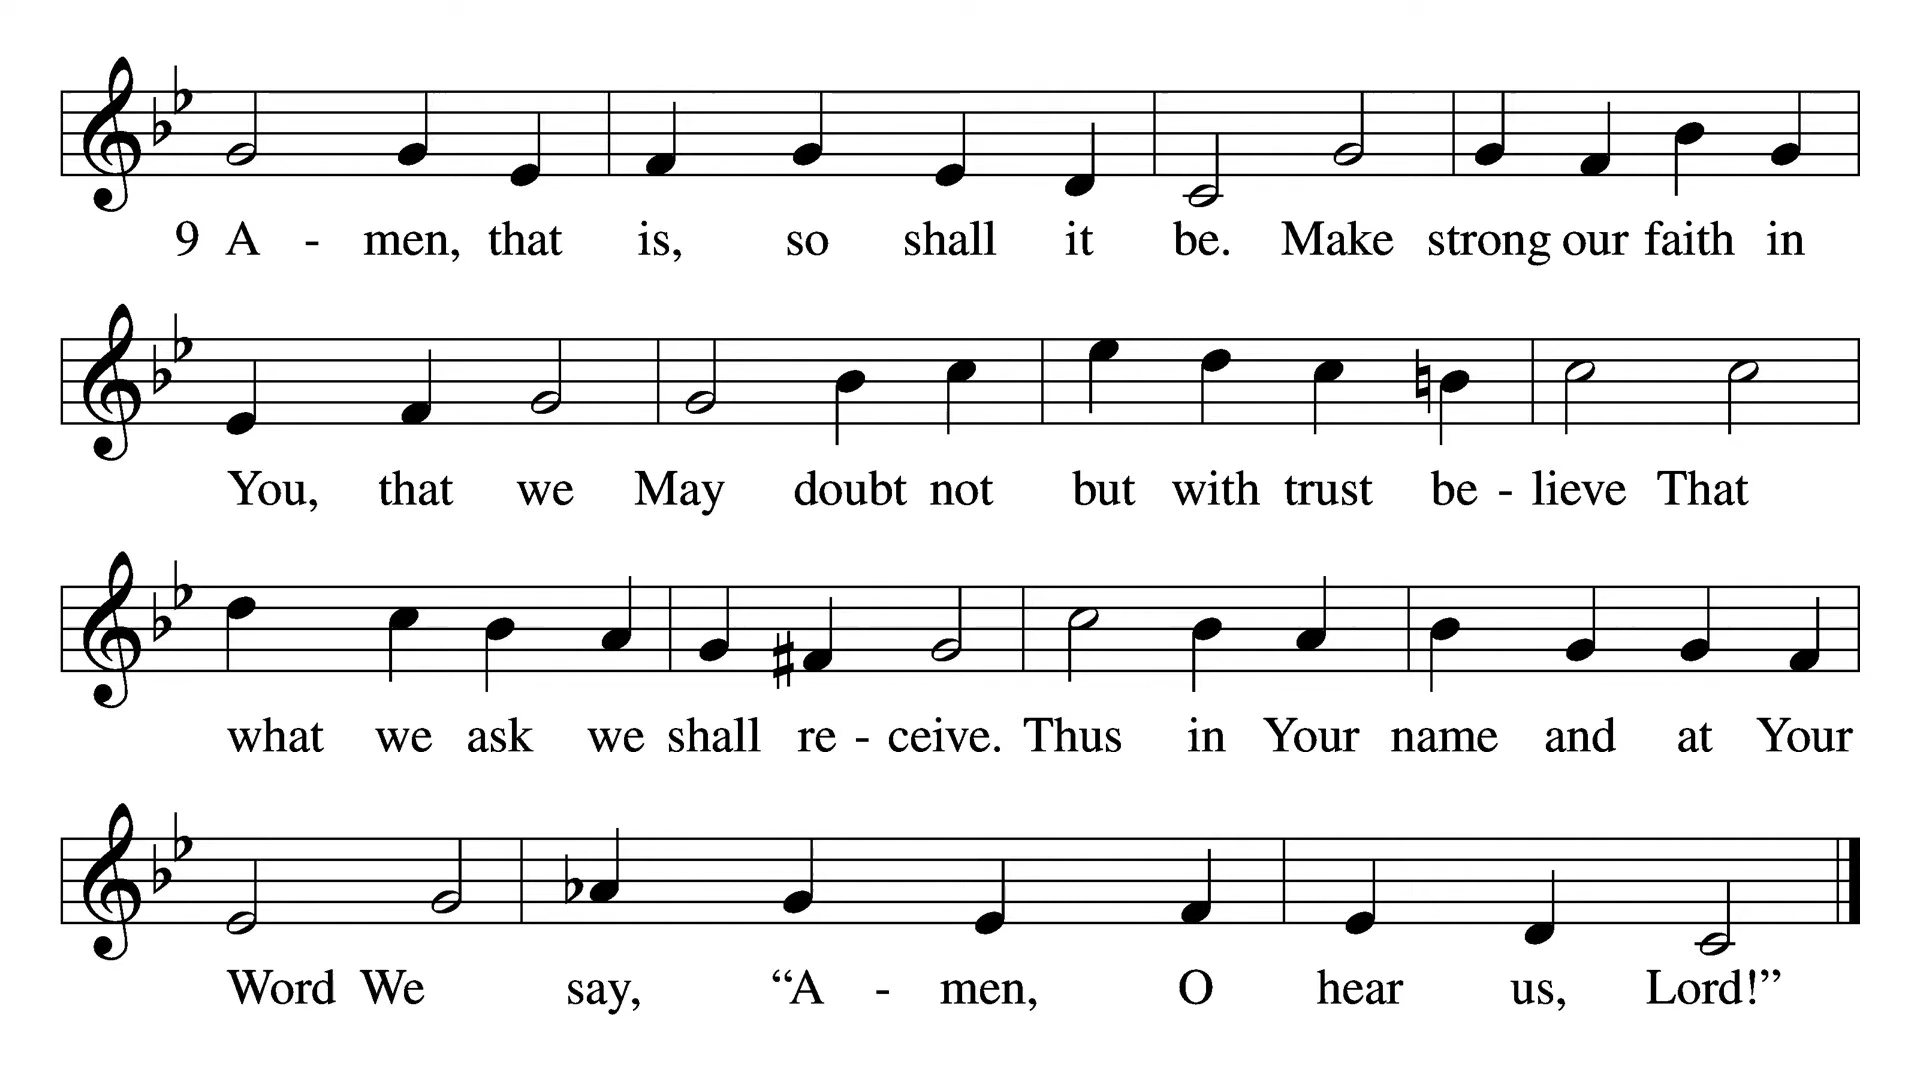 9 A - men, that is, so shall it be. Make strong our faith in
You, that we May doubt not but with trust be - lieve That
what we ask we shall re - ceive. Thus in Your name and at Your
Word We say, “A - men, O hear us, Lord!”